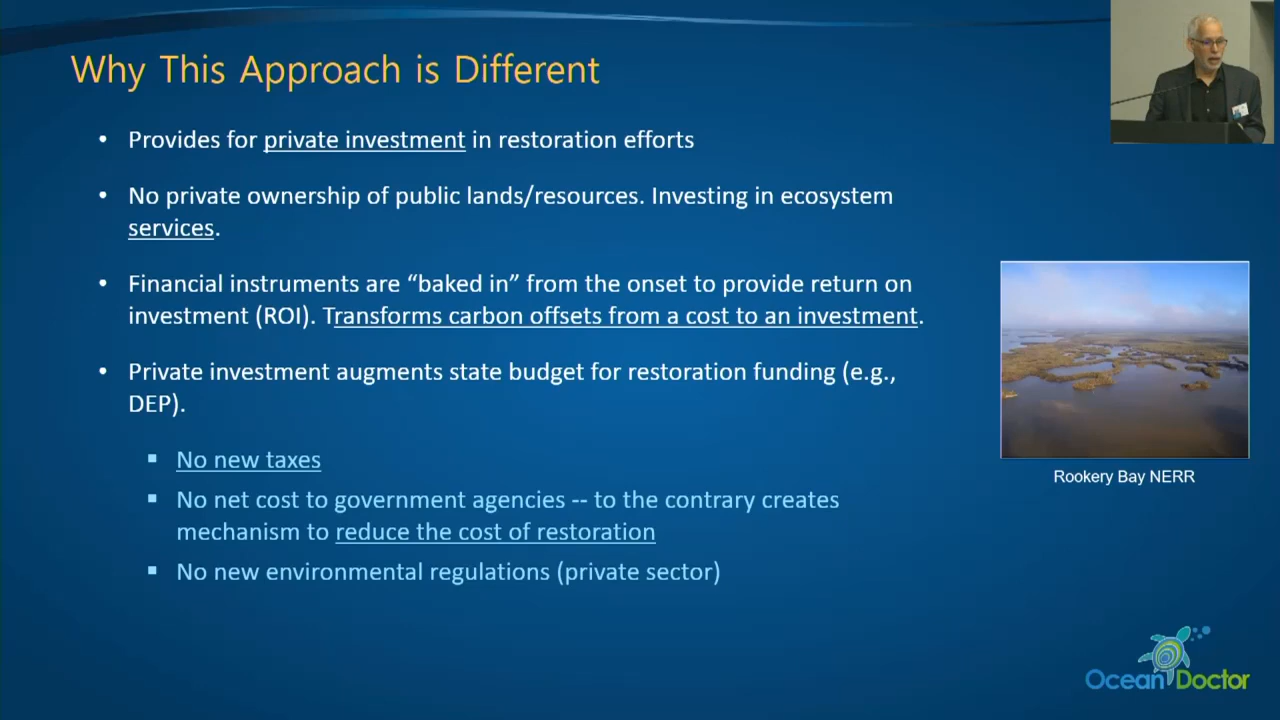 Why This Approach is Different
• Provides for private investment in restoration efforts
• No private ownership of public lands/resources. Investing in ecosystem
services.
• Financial instruments are “baked in” from the onset to provide return on
investment (ROI). Transforms carbon offsets from a cost to an investment.
• Private investment augments state budget for restoration funding (e.g.,
DEP).
▪ No new taxes
▪ No net cost to government agencies -- to the contrary creates
mechanism to reduce the cost of restoration
▪ No new environmental regulations (private sector)
Rookery Bay NERR
Ocean Doctor